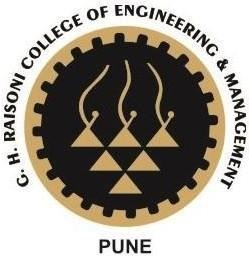 G. H. RAISONI COLLEGE OF ENGINEERING & MANAGEMENT
PUNE